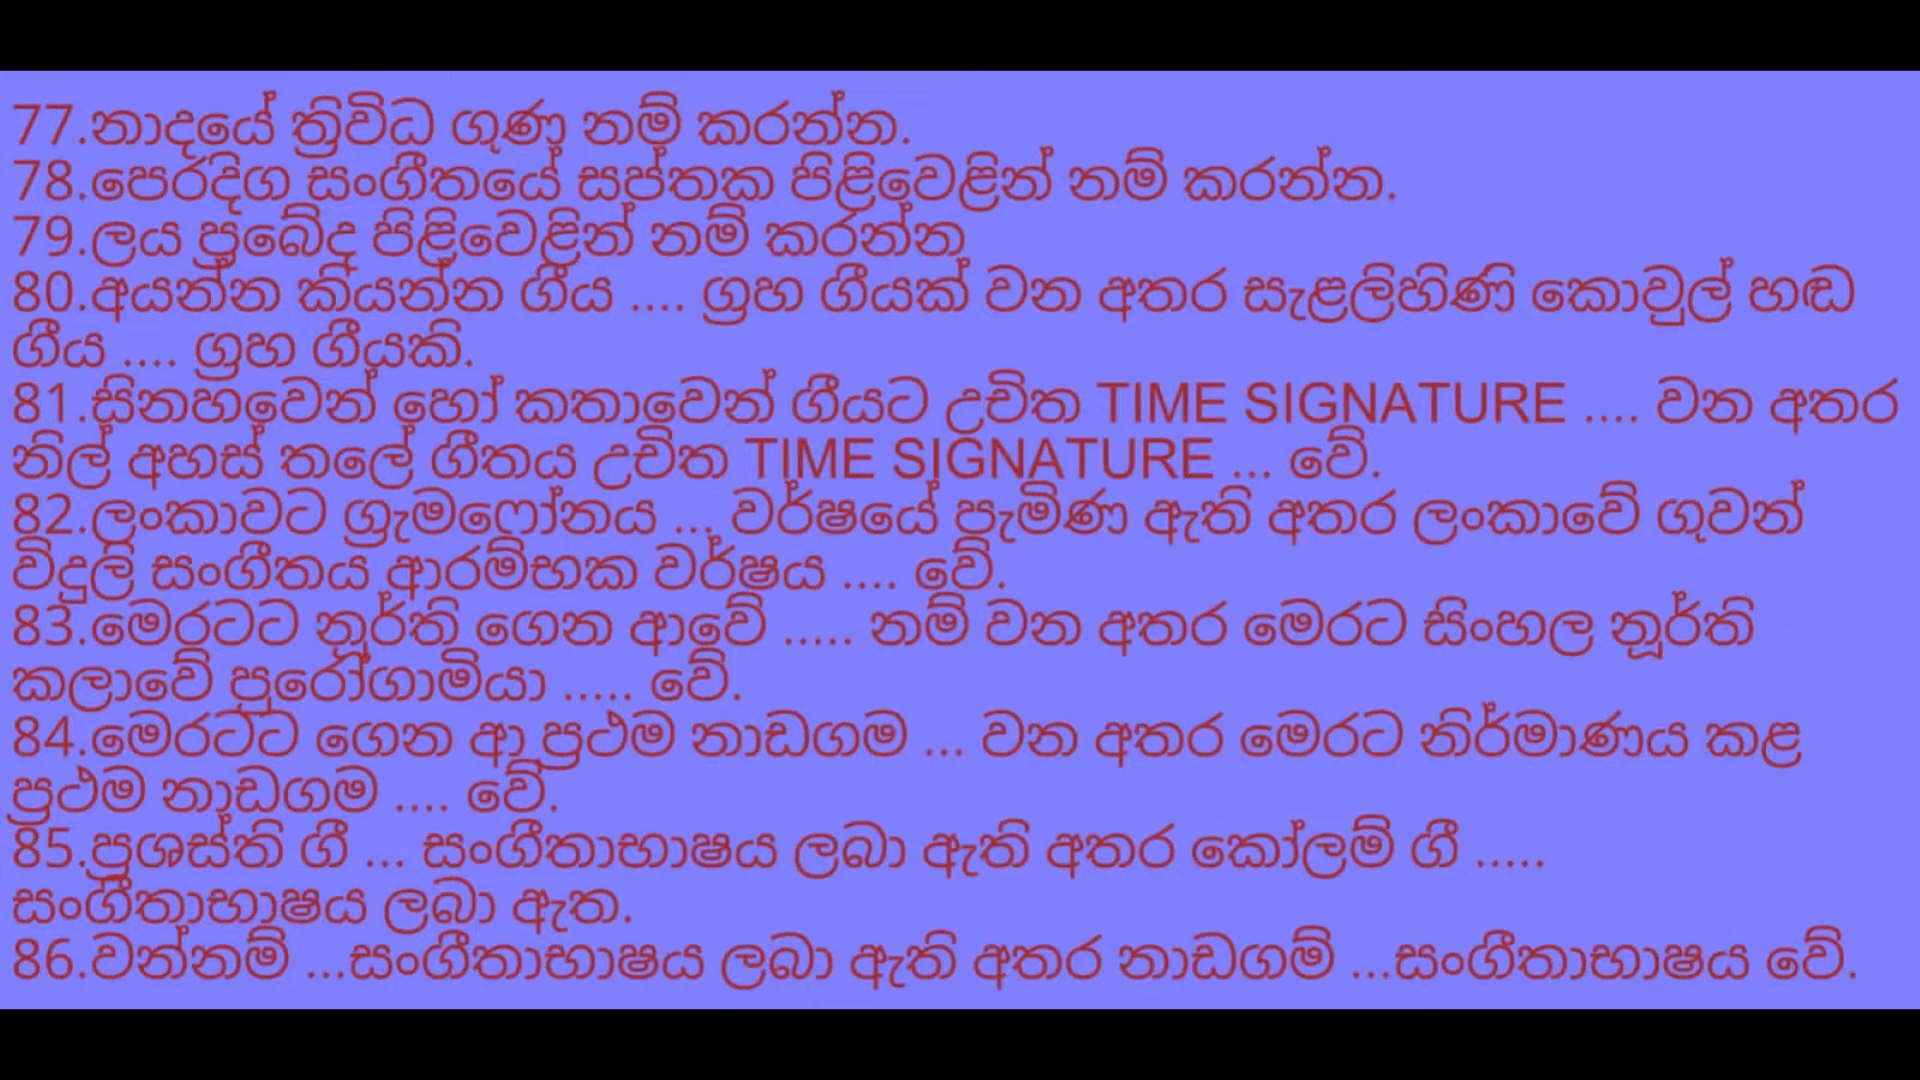 77.නාදයේ ත්‍රිවිධ ගුණ නම් කරන්න.
78.පෙරදිග සංගීතයේ සප්තක පිළිවෙළින් නම් කරන්න.
79.ලය ප්‍රබේද පිළිවෙළින් නම් කරන්න
80.අයන්න කියන්න ගීය .... ග්‍රහ ගීයක් වන අතර සැළලිහිණි කොවුල් හඬ
ගීය .... ග්‍රහ ගීයකි.
81.සිනහවෙන් හෝ කතාවෙන් ගීයට උචිත TIME SIGNATURE .... වන අතර
නිල් අහස් තලේ ගීතය උචිත TIME SIGNATURE ... වේ.
82.ලංකාවට ග්‍රැමෆෝනය ... වර්ෂයේ පැමිණ ඇති අතර ලංකාවේ ගුවන්
විදුලි සංගීතය ආරම්භක වර්ෂය .... වේ.
83.මෙරටට නූර්ති ගෙන ආවේ ..... නම් වන අතර මෙරට සිංහල නූර්ති
කලාවේ පුරෝගාමියා ..... වේ.
84.මෙරටට ගෙන ආ ප්‍රථම නාඩගම ... වන අතර මෙරට නිර්මාණය කළ
ප්‍රථම නාඩගම .... වේ.
85.ප්‍රශස්ති ගී ... සංගීතාභාෂය ලබා ඇති අතර කෝලම් ගී .....
සංගීතාභාෂය ලබා ඇත.
86.වන්නම් ...සංගීතාභාෂය ලබා ඇති අතර නාඩගම් ...සංගීතාභාෂය වේ.